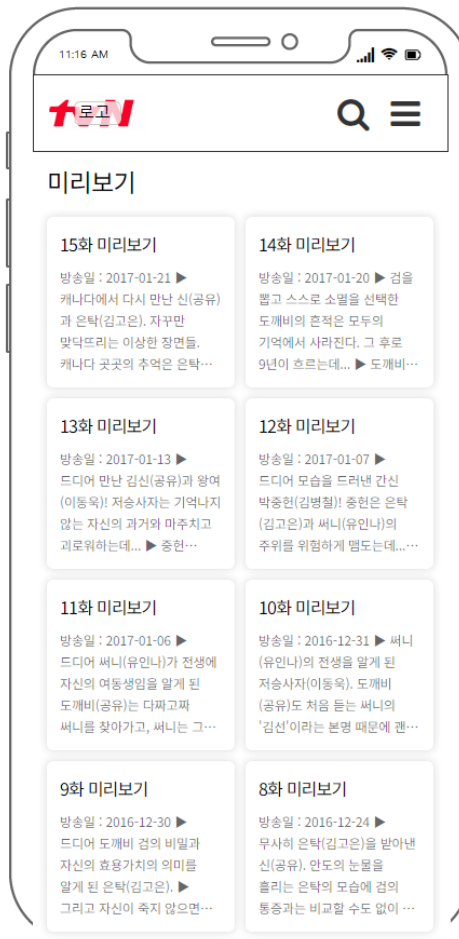 11:16 AM
tvN
로고
미리보기
15화 미리보기
방송일 : 2017-01-21 ▶
캐나다에서 다시 만난 신(공유)
과 은탁(김고은). 자꾸만
맞닥뜨리는 이상한 장면들.
캐나다 곳곳의 추억은 은탁…
14화 미리보기
방송일 : 2017-01-20 ▶ 검을
뽑고 스스로 소멸을 선택한
도깨비의 흔적은 모두의
기억에서 사라진다. 그 후로
9년이 흐르는데... ▶ 도깨비…
13화 미리보기
방송일 : 2017-01-13 ▶
드디어 만난 김신(공유)과 왕여
(이동욱)! 저승사자는 기억나지
않는 자신의 과거와 마주치고
괴로워하는데... ▶ 중헌…
12화 미리보기
방송일 : 2017-01-07 ▶
드디어 모습을 드러낸 간신
박중헌(김병철)! 중헌은 은탁
(김고은)과 써니(유인나)의
주위를 위험하게 맴도는데...…
11화 미리보기
방송일 : 2017-01-06 ▶
드디어 써니(유인나)가 전생에
자신의 여동생임을 알게 된
도깨비(공유)는 다짜고짜
써니를 찾아가고, 써니는 그…
10화 미리보기
방송일 : 2016-12-31 ▶ 써니
(유인나)의 전생을 알게 된
저승사자(이동욱). 도깨비
(공유)도 처음 듣는 써니의
'김선'이라는 본명 때문에 괜…
9화 미리보기
방송일 : 2016-12-30 ▶
드디어 도깨비 검의 비밀과
자신의 효용가치의 의미를
알게 된 은탁(김고은). ▶
그리고 자신이 죽지 않으면…
8화 미리보기
방송일 : 2016-12-24 ▶
무사히 은탁(김고은)을 받아낸
신(공유). 안도의 눈물을
흘리는 은탁의 모습에 검의
통증과는 비교할 수도 없이 …